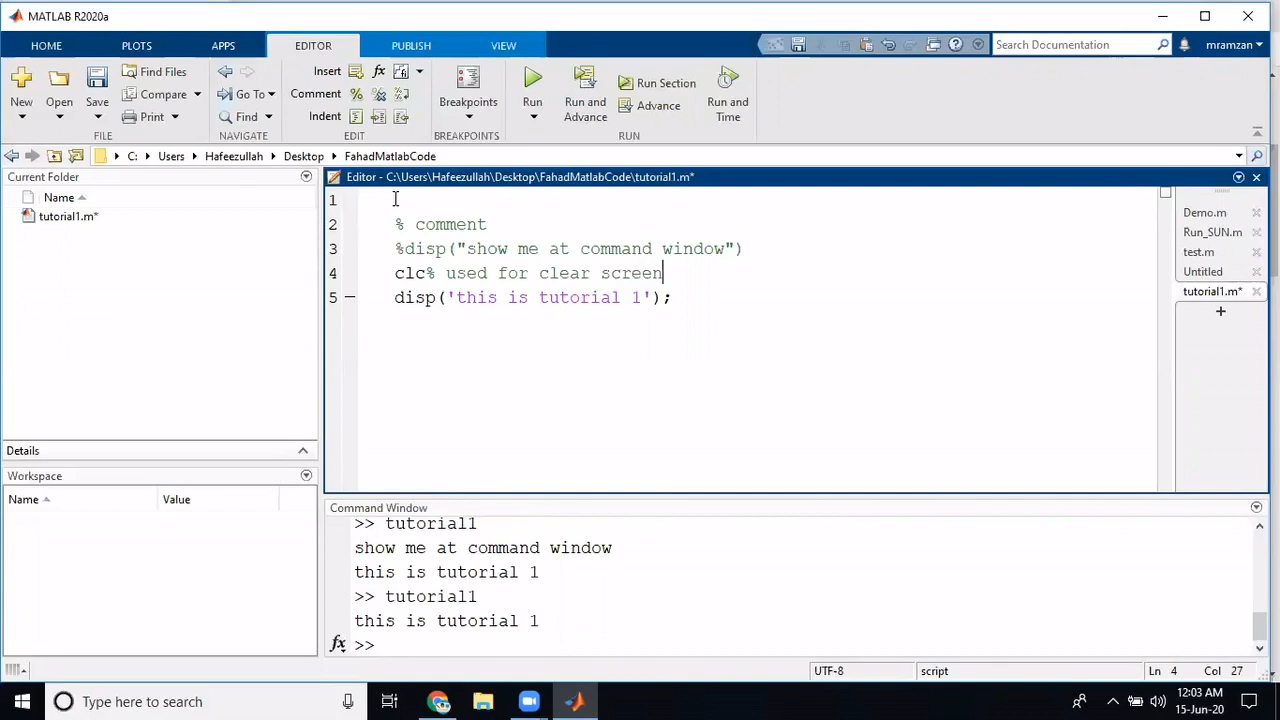 MATLAB R2020a
HOME PLOTS APPS EDITOR PUBLISH VIEW
Search Documentation
mramzan
New Open Save
Find Files
Compare
Print
Go To
Find
Insert
Comment
Indent
Breakpoints
Run
Run and Advance
Run Section
Advance
Run and Time
FILE NAVIGATE EDIT BREAKPOINTS RUN
C: Users Hafeezullah Desktop FahadMatlabCode
Current Folder
Name
tutorial1.m*
Details
Workspace
Name Value
Editor - C:\Users\Hafeezullah\Desktop\FahadMatlabCode\tutorial1.m*
1
2 % comment
3 %disp("show me at command window")
4 clc% used for clear screen
5 — disp('this is tutorial 1');
Demo.m
Run_SUN.m
test.m
Untitled
tutorial1.m*
Command Window
>> tutorial1
show me at command window
this is tutorial 1
>> tutorial1
this is tutorial 1
fx >>
UTF-8 script Ln 4 Col 27
Type here to search
12:03 AM
15-Jun-20